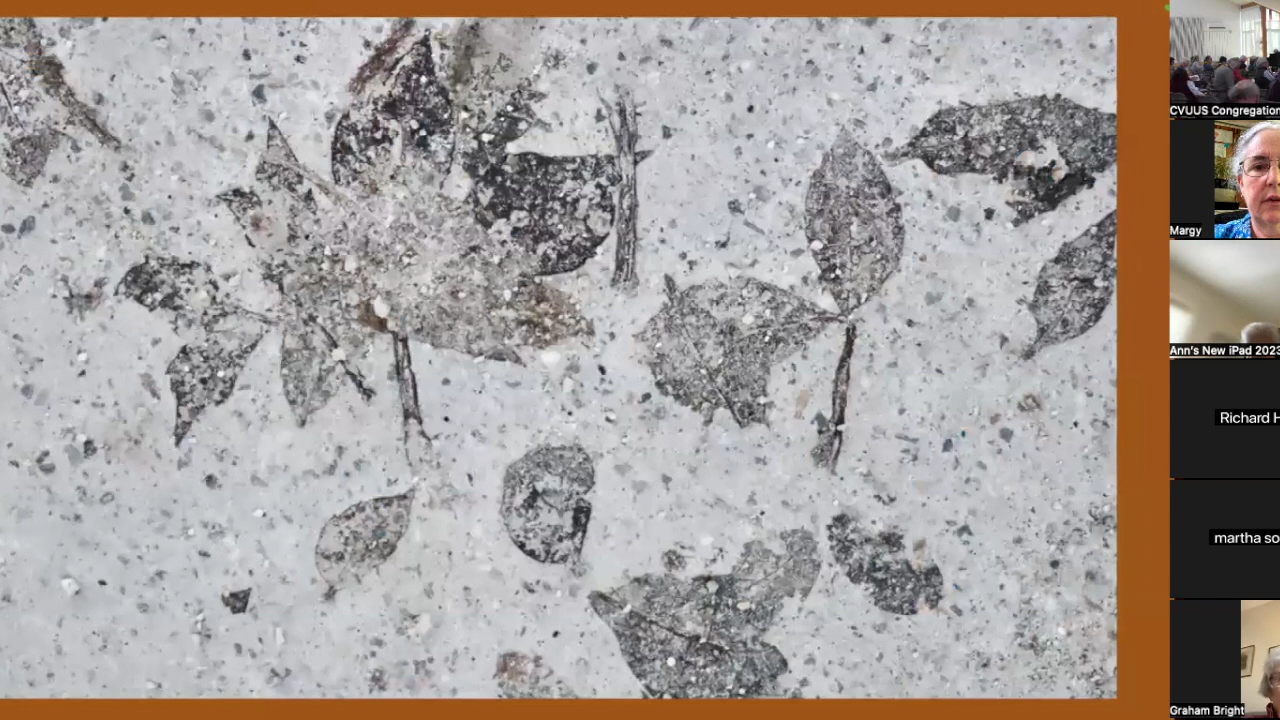 CVUUS Congregation
Margy
Ann's New iPad 2023
Richard H
martha so
Graham Bright